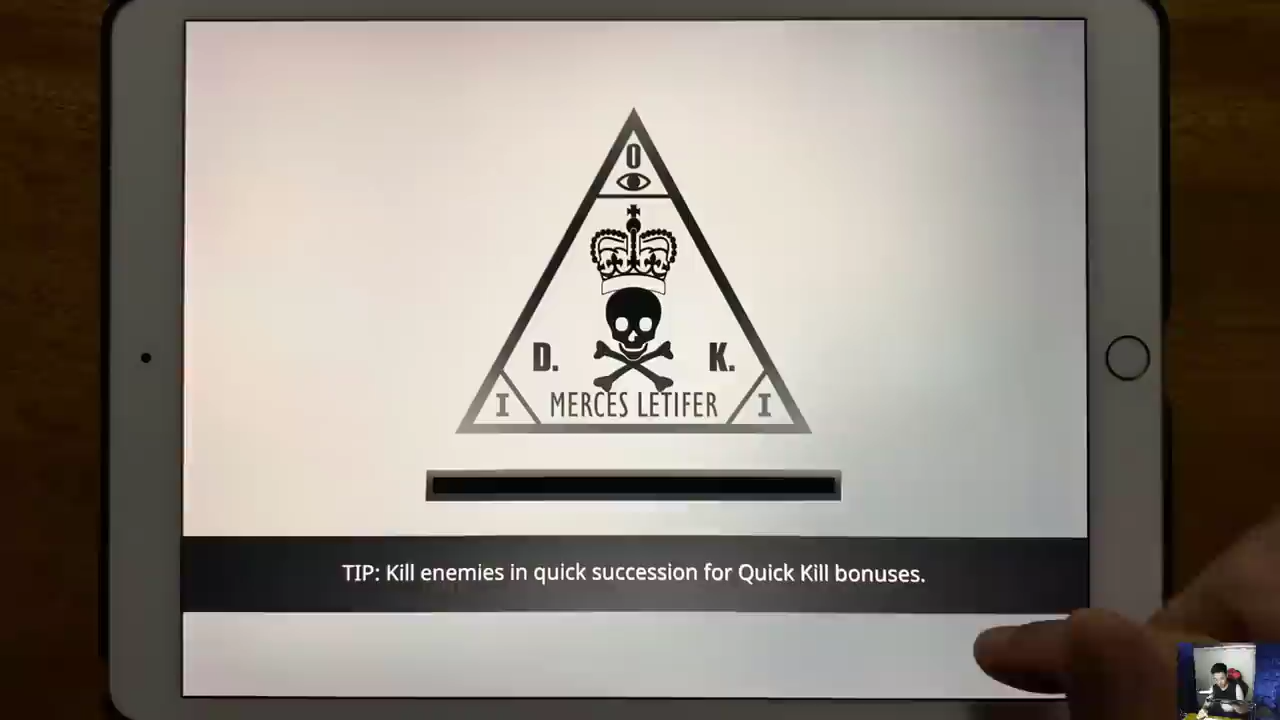 O
D. K.
I MERCES LETIFER I
TIP: Kill enemies in quick succession for Quick Kill bonuses.